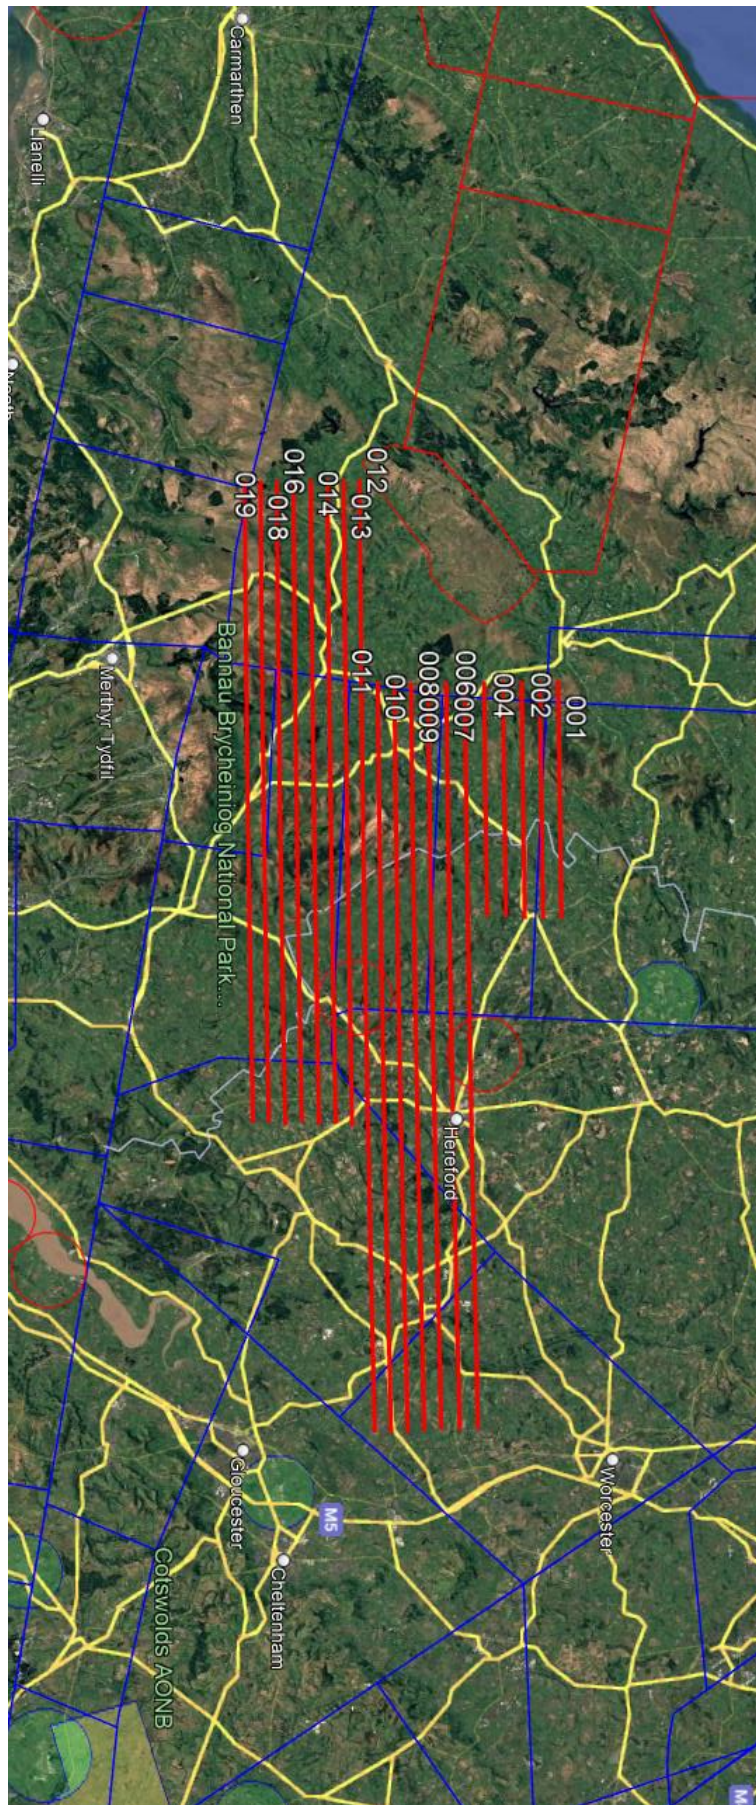 Carmarthen
Llanelli
012
013
014
016
018
019
001
002
004
006007
008009
010
011
Merthyr Tydfil
Bannau Brycheiniog National Park...
Hereford
Worcester
Gloucester
Cheltenham
M5
Cotswolds AONB
M